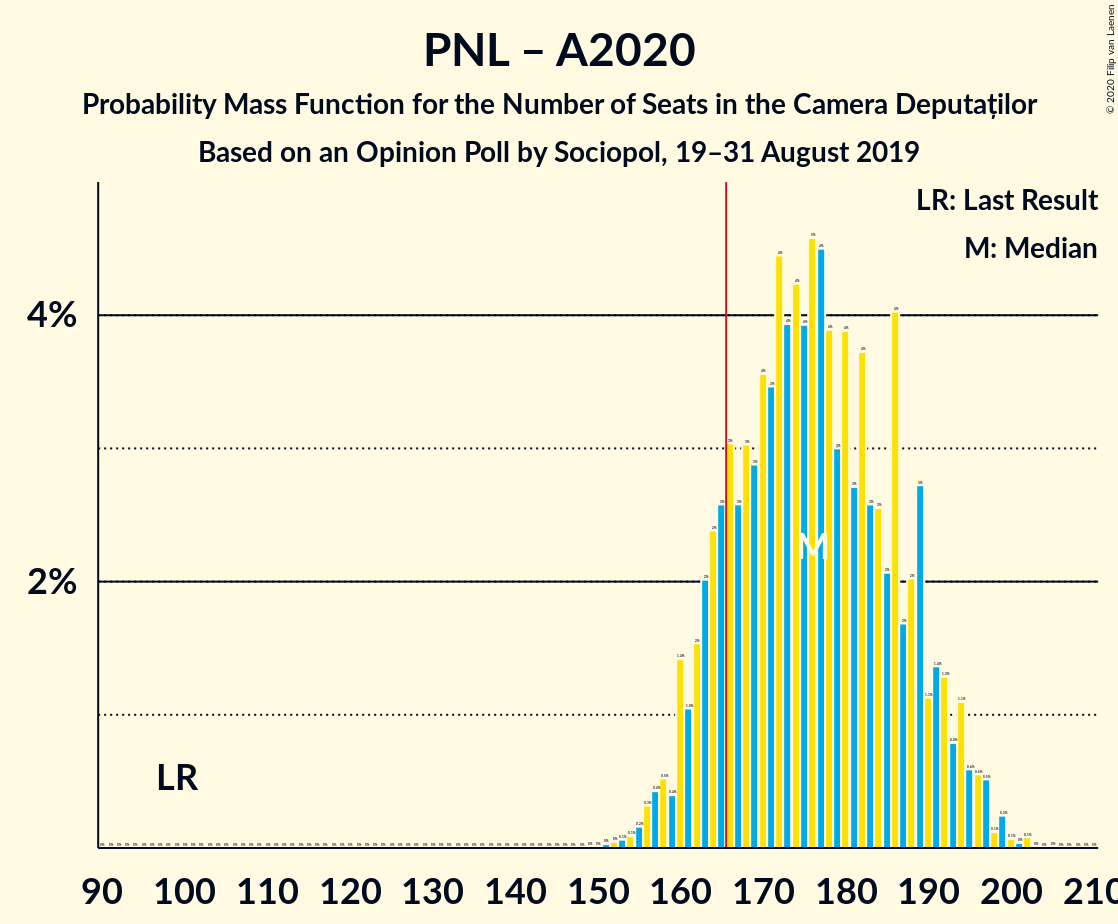 PNL – A2020
Probability Mass Function for the Number of Seats in the Camera Deputaților
Based on an Opinion Poll by Sociopol, 19–31 August 2019
© 2020 Filip van Laenen
LR: Last Result
M: Median
4%
2%
M
LR
90 100 110 120 130 140 150 160 170 180 190 200 210